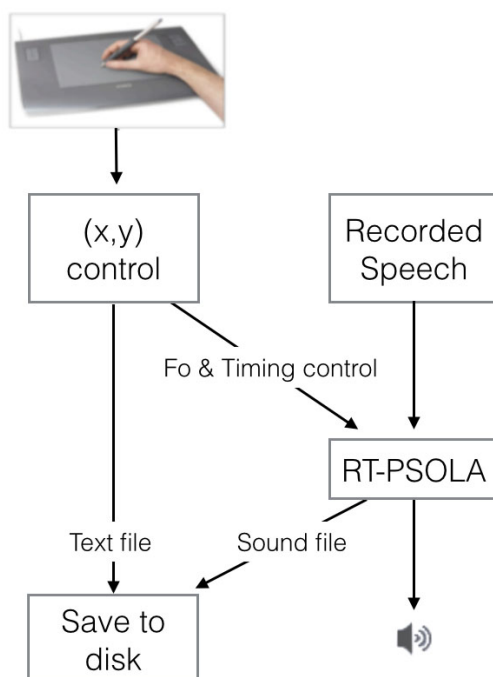 (x,y)
control
Recorded
Speech
Fo & Timing control
RT-PSOLA
Text file
Sound file
Save to
disk